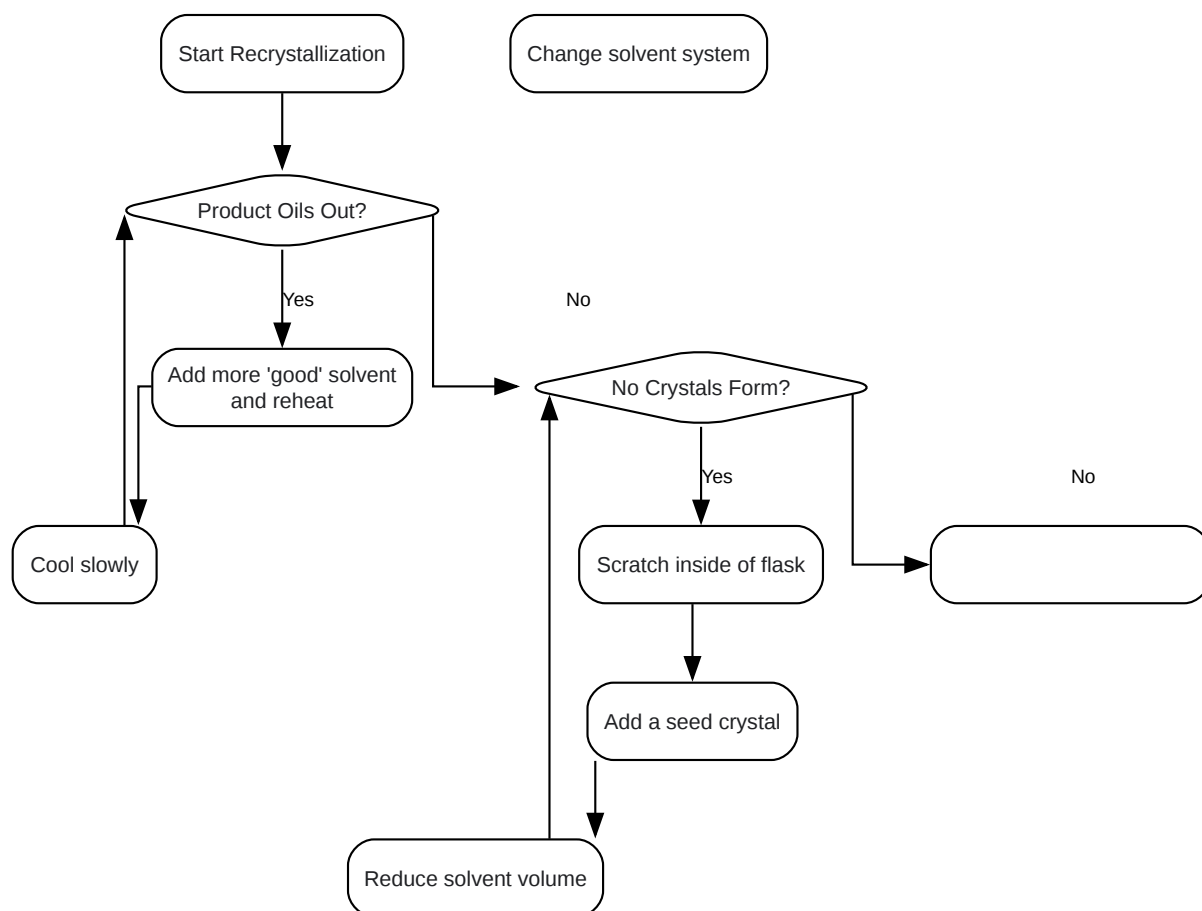 Start Recrystallization
Change solvent system
Product Oils Out?
Yes
No
Add more 'good' solvent
and reheat
No Crystals Form?
Yes
No
Cool slowly
Scratch inside of flask
Add a seed crystal
Reduce solvent volume